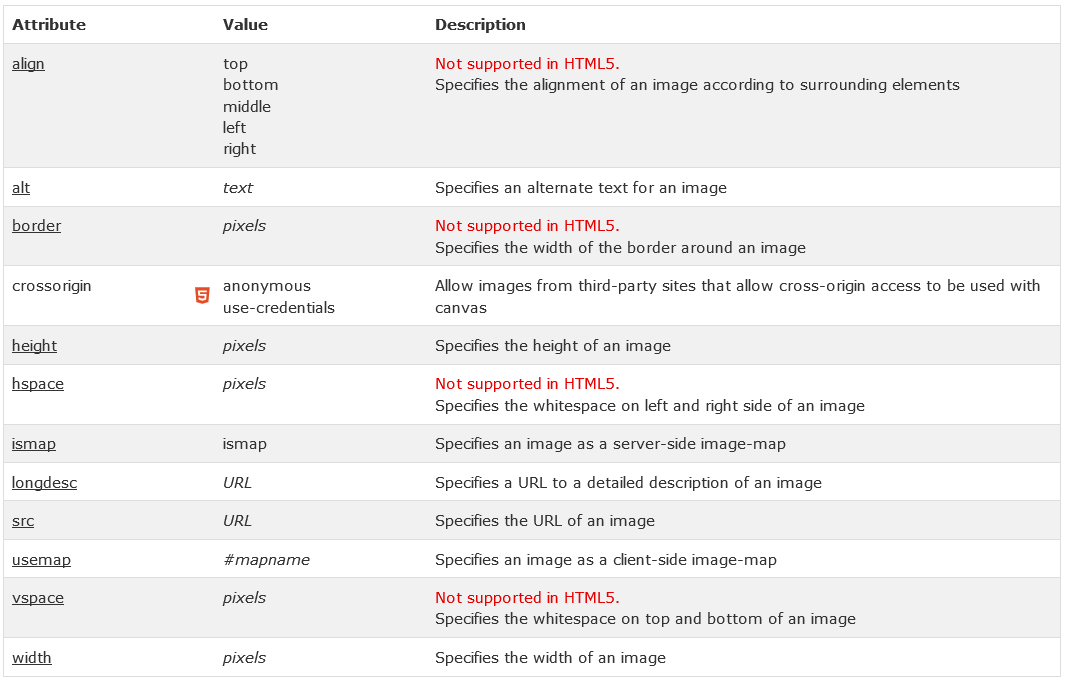 Attribute Value Description
align top Not supported in HTML5.
bottom Specifies the alignment of an image according to surrounding elements
middle
left
right
alt text Specifies an alternate text for an image
border pixels Not supported in HTML5.
Specifies the width of the border around an image
crossorigin anonymous Allow images from third-party sites that allow cross-origin access to be used with
use-credentials canvas
height pixels Specifies the height of an image
hspace pixels Not supported in HTML5.
Specifies the whitespace on left and right side of an image
ismap ismap Specifies an image as a server-side image-map
longdesc URL Specifies a URL to a detailed description of an image
src URL Specifies the URL of an image
usemap #mapname Specifies an image as a client-side image-map
vspace pixels Not supported in HTML5.
Specifies the whitespace on top and bottom of an image
width pixels Specifies the width of an image